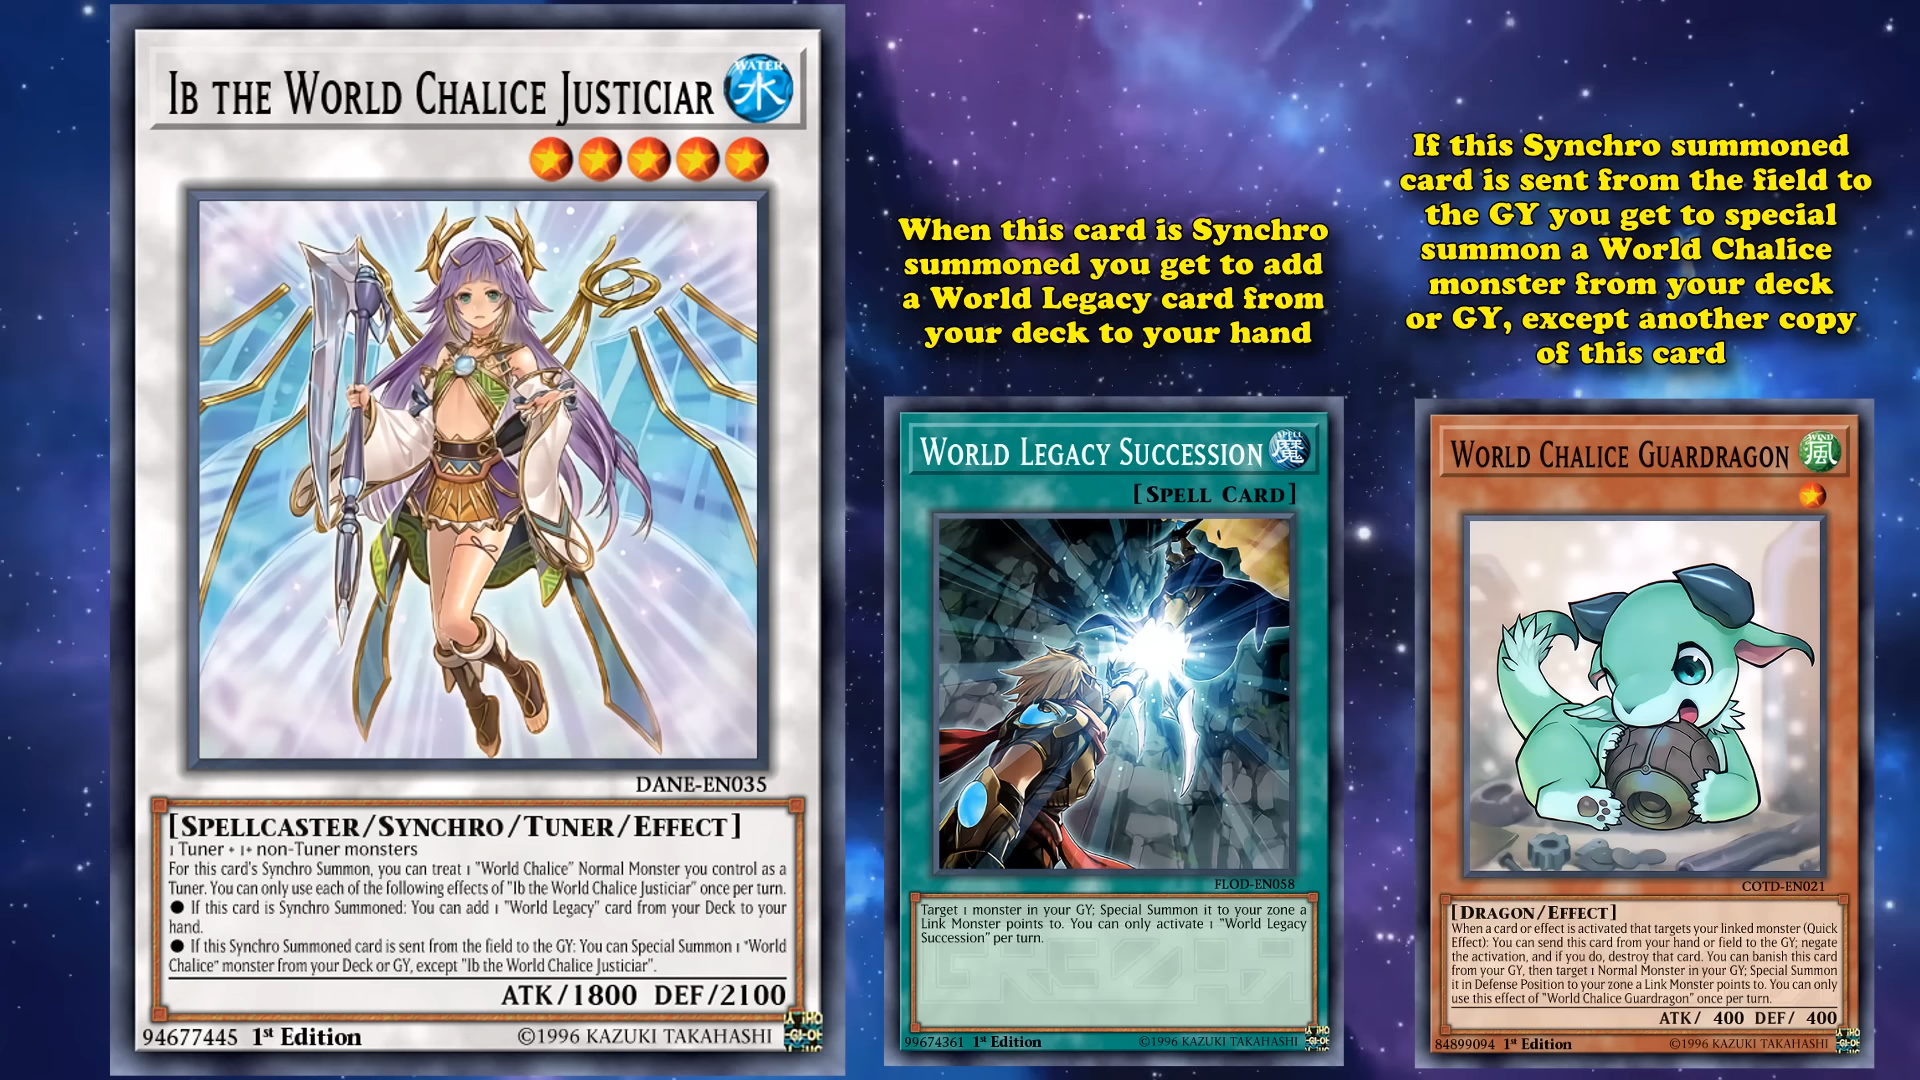 Ib the World Chalice Justiciar
WATER
水
DANE-EN035
[Spellcaster/Synchro/Tuner/Effect]
1 Tuner + 1+ non-Tuner monsters
For this card's Synchro Summon, you can treat 1 "World Chalice" Normal Monster you control as a
Tuner. You can only use each of the following effects of "Ib the World Chalice Justiciar" once per turn.
● If this card is Synchro Summoned: You can add 1 "World Legacy" card from your Deck to your
hand.
● If this Synchro Summoned card is sent from the field to the GY: You can Special Summon 1 "World
Chalice" monster from your Deck or GY, except "Ib the World Chalice Justiciar".
ATK/1800 DEF/2100
94677445 1st Edition ©1996 KAZUKI TAKAHASHI
When this card is Synchro
summoned you get to add
a World Legacy card from
your deck to your hand
World Legacy Succession
SPELL
魔
[Spell Card]
FLOD-EN058
Target 1 monster in your GY; Special Summon it to your zone a
Link Monster points to. You can only activate 1 "World Legacy
Succession" per turn.
99674361 1st Edition ©1996 KAZUKI TAKAHASHI
If this Synchro summoned
card is sent from the field to
the GY you get to special
summon a World Chalice
monster from your deck
or GY, except another copy
of this card
World Chalice Guardragon
WIND
風
COTD-EN021
[Dragon/Effect]
When a card or effect is activated that targets your linked monster (Quick
Effect): You can send this card from your hand or field to the GY; negate
the activation, and if you do, destroy that card. You can banish this card
from your GY, then target 1 Normal Monster in your GY; Special Summon
it in Defense Position to your zone a Link Monster points to. You can only
use this effect of "World Chalice Guardragon" once per turn.
ATK/ 400 DEF/ 400
84899094 1st Edition ©1996 KAZUKI TAKAHASHI